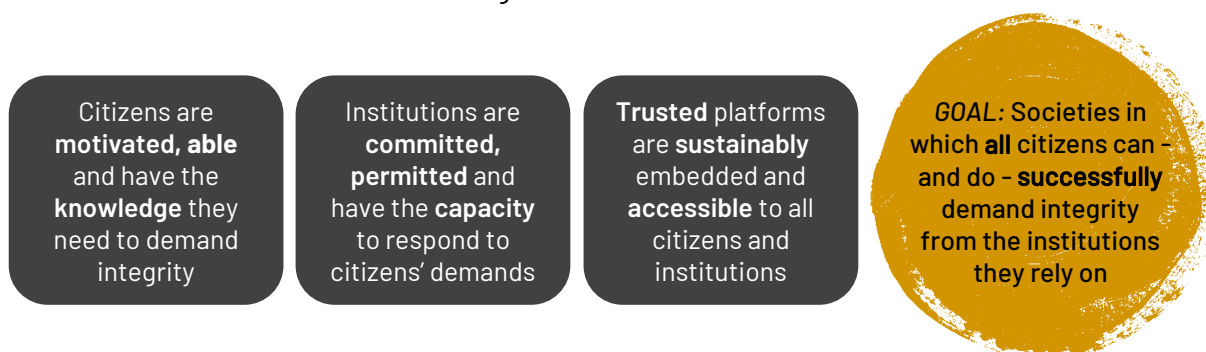 Citizens are
motivated, able
and have the
knowledge they
need to demand
integrity
Institutions are
committed,
permitted and
have the capacity
to respond to
citizens’ demands
Trusted platforms
are sustainably
embedded and
accessible to all
citizens and
institutions
GOAL: Societies in
which all citizens can -
and do - successfully
demand integrity
from the institutions
they rely on